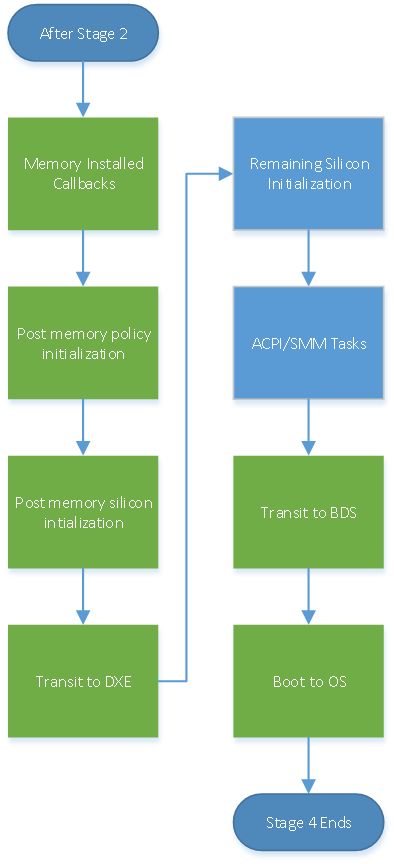 After Stage 2
Memory Installed
Callbacks
Post memory policy
initialization
Post memory silicon
intialization
Transit to DXE
Remaining Silicon
Initialization
ACPI/SMM Tasks
Transit to BDS
Boot to OS
Stage 4 Ends